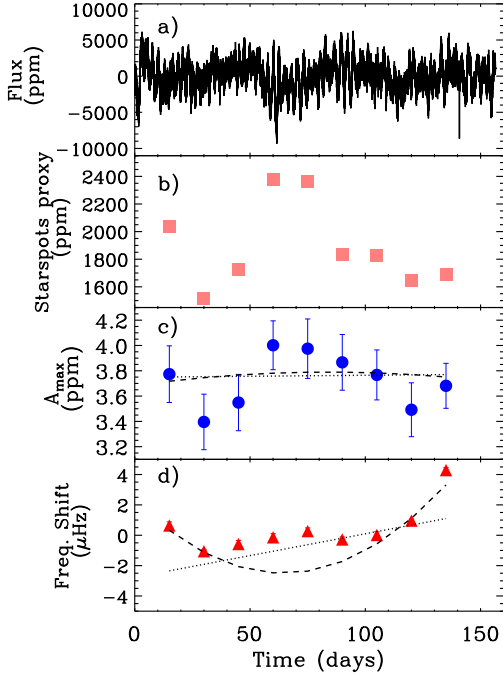 a)
10000
5000
0
-5000
-10000
Flux
(ppm)
b)
2400
2200
2000
1800
1600
Starspots proxy
(ppm)
c)
4.2
4.0
3.8
3.6
3.4
3.2
Amax
(ppm)
d)
4
2
0
-2
-4
Freq. Shift
(μHz)
0 50 100 150
Time (days)